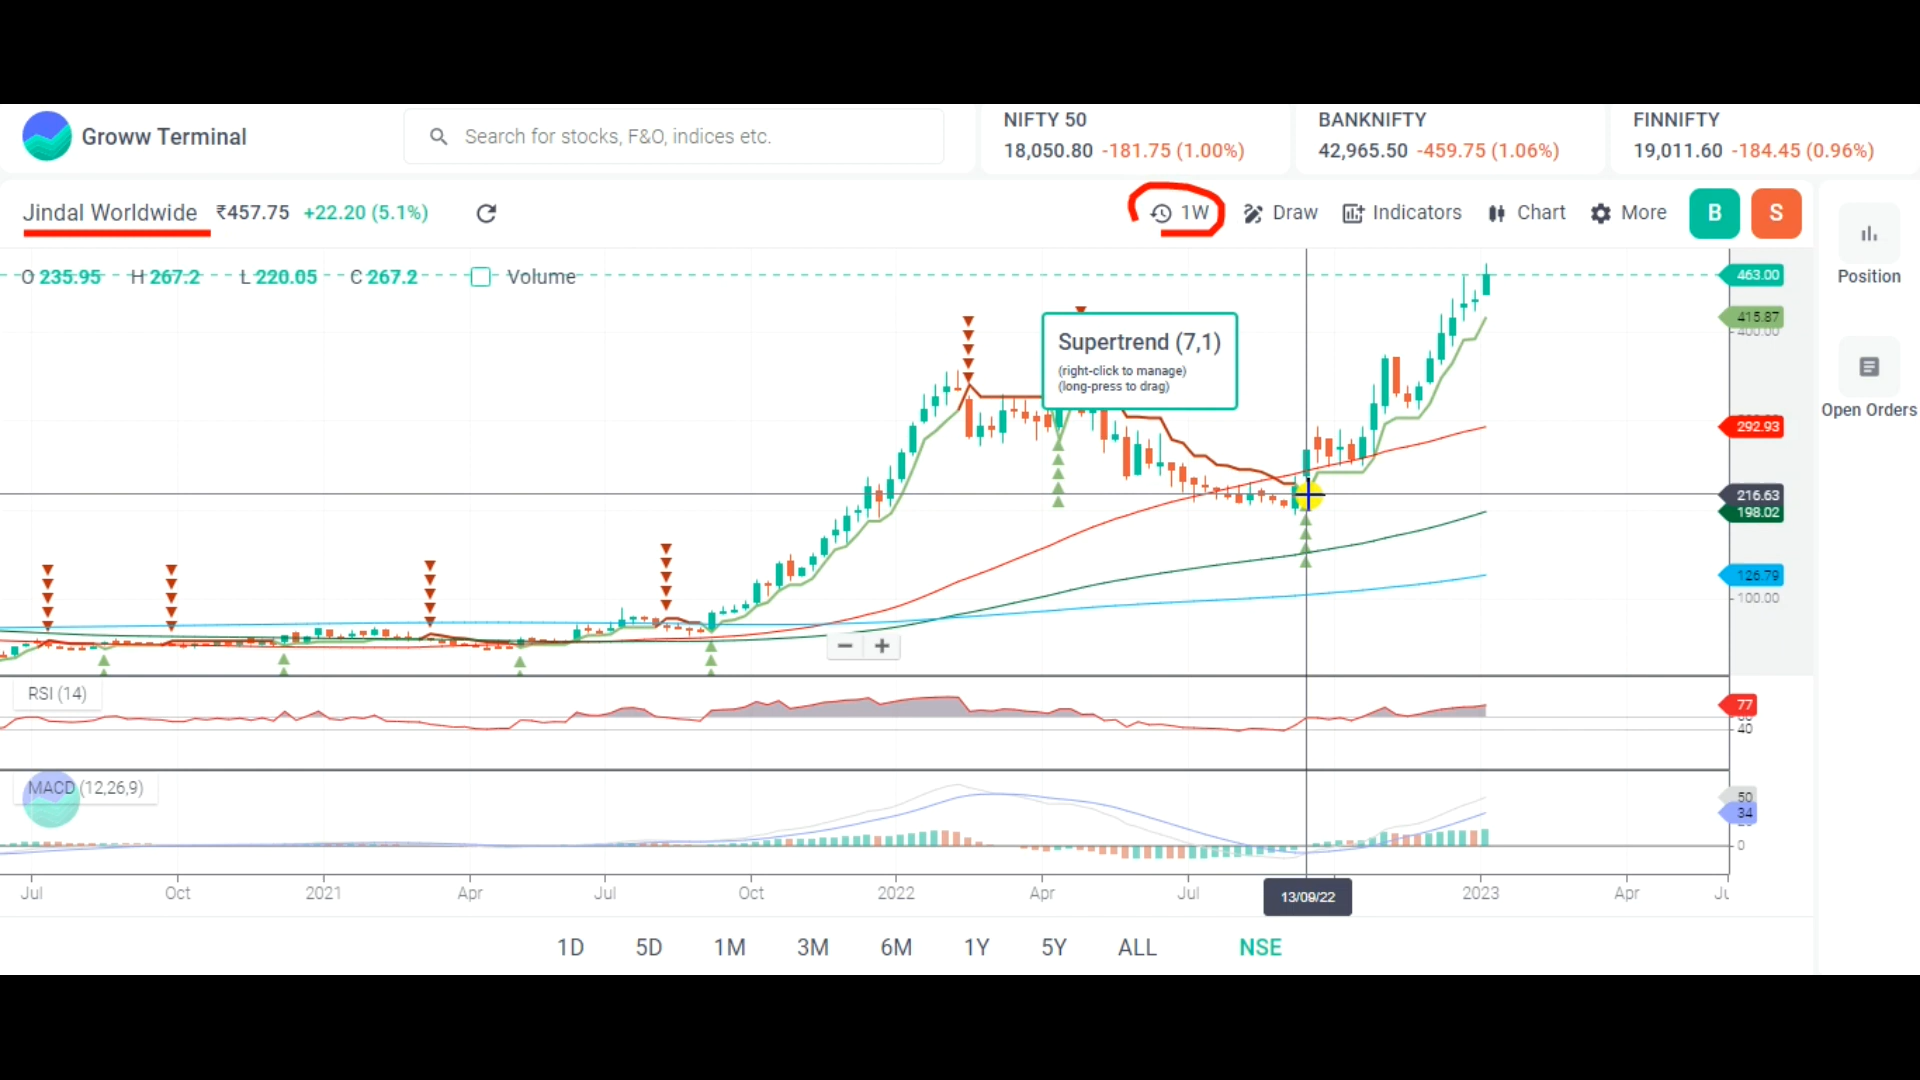 Groww Terminal
Search for stocks, F&O, indices etc.
NIFTY 50
18,050.80 -181.75 (1.00%)
BANKNIFTY
42,965.50 -459.75 (1.06%)
FINNIFTY
19,011.60 -184.45 (0.96%)
Jindal Worldwide ₹457.75 +22.20 (5.1%)
1W Draw Indicators Chart More B S
Position
Open Orders
O 235.95 H 267.2 L 220.05 C 267.2 Volume
Supertrend (7,1)
(right-click to manage)
(long-press to drag)
463.00
415.87
400.00
292.93
216.63
198.02
126.79
100.00
RSI (14)
77
40
MACD (12,26,9)
50
34
0
Jul Oct 2021 Apr Jul Oct 2022 Apr Jul 13/09/22 2023 Apr
1D 5D 1M 3M 6M 1Y 5Y ALL NSE